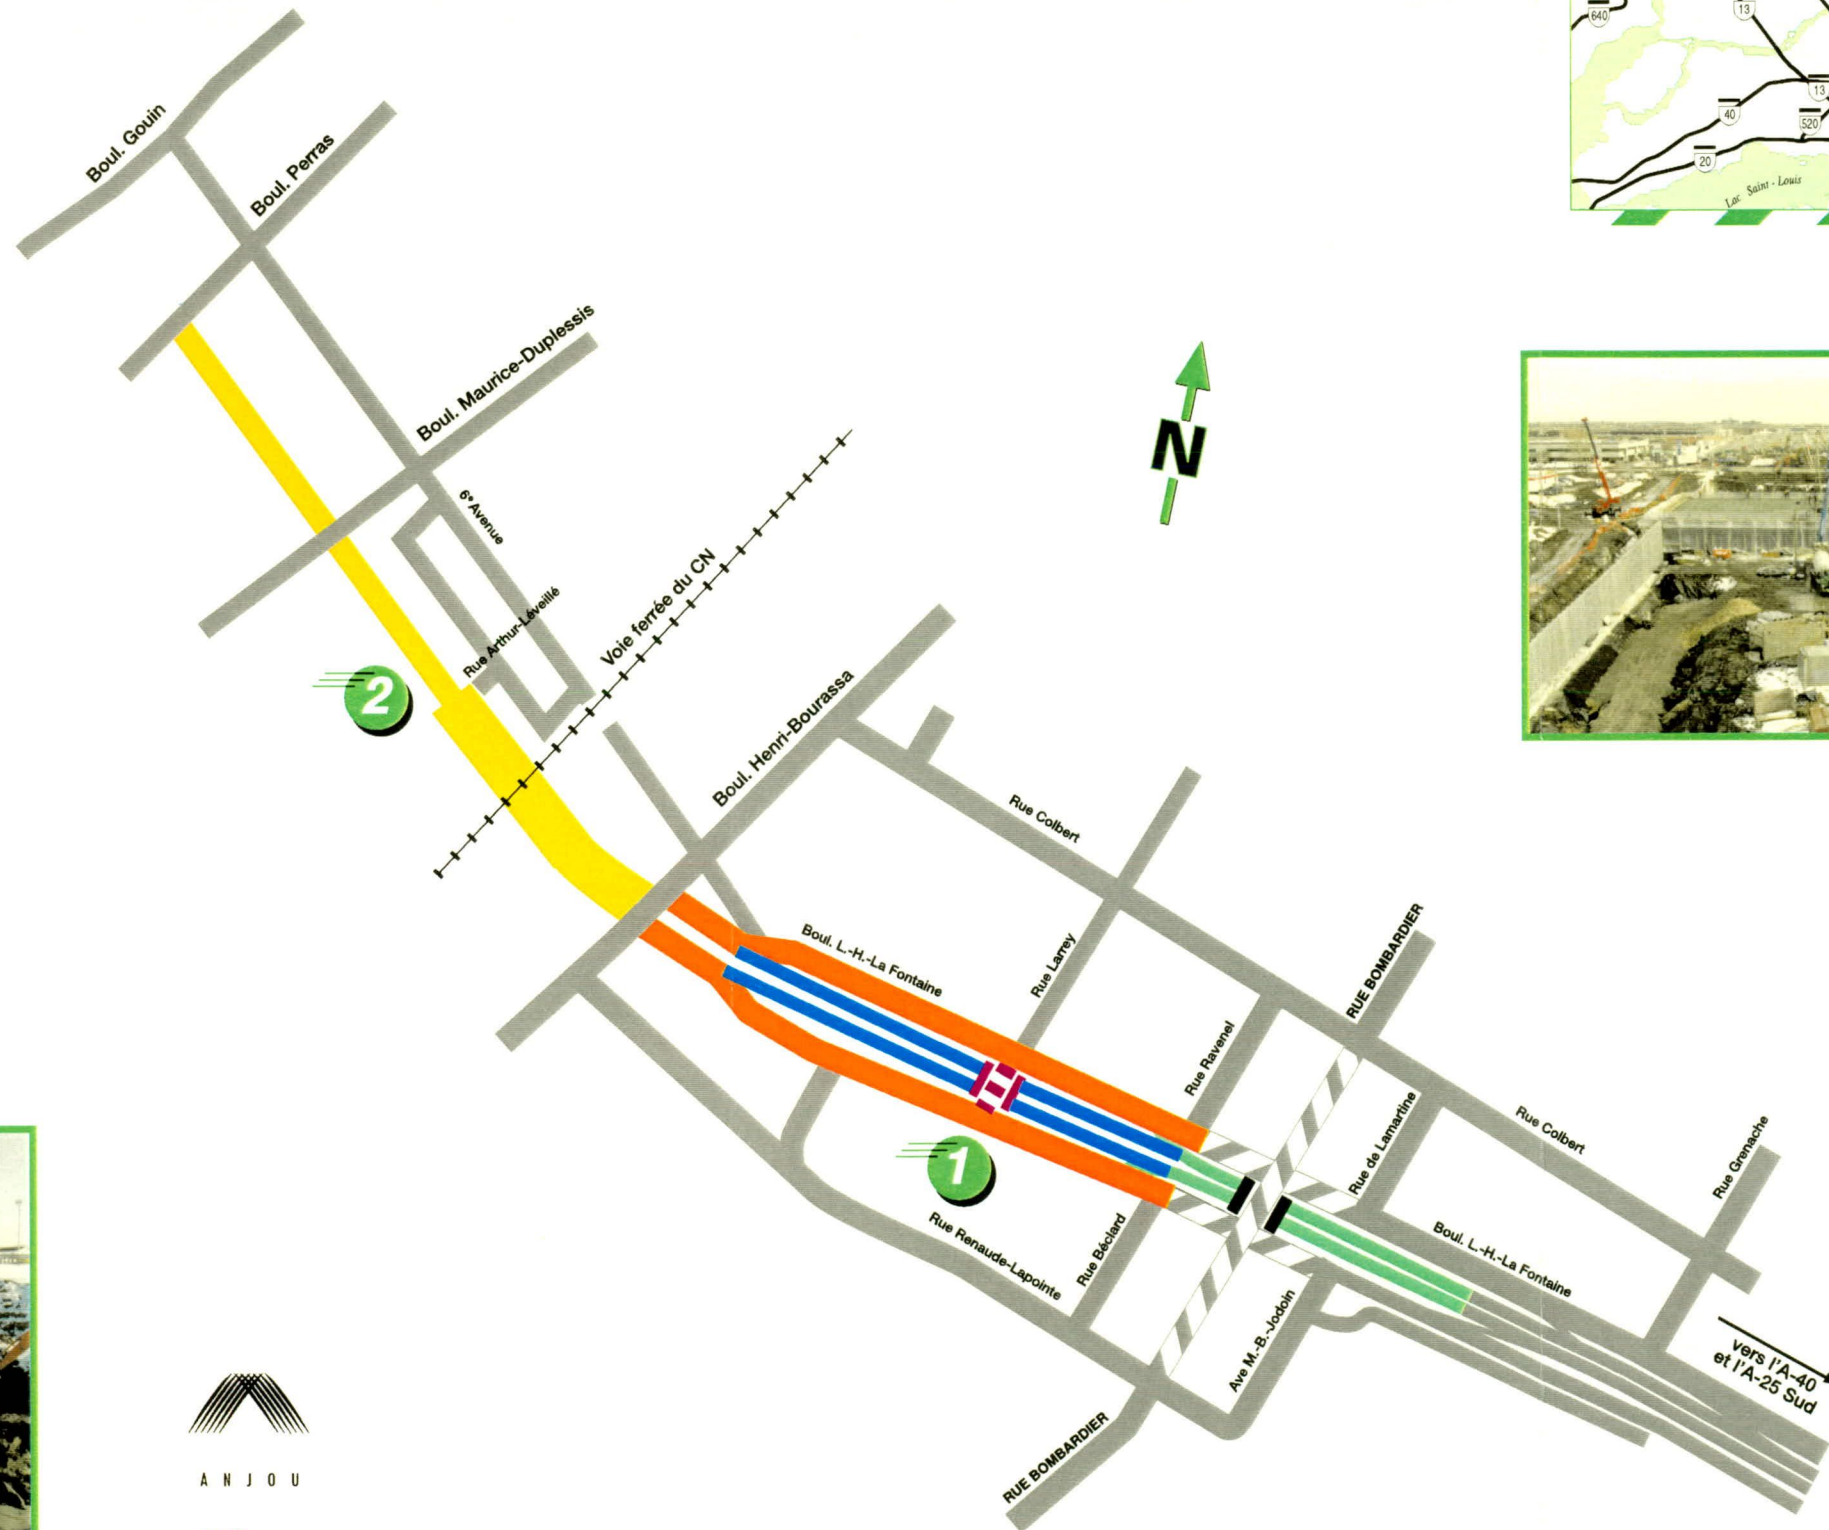 640
13
13
40
520
20
Lac Saint-Louis
Boul. Gouin
Boul. Perras
Boul. Maurice-Duplessis
6e Avenue
N
Rue Arthur-Léveillé
Voie ferrée du CN
2
Boul. Henri-Bourassa
Rue Colbert
Boul. L.-H.-La Fontaine
Rue Larrey
RUE BOMBARDIER
Rue Ravenel
Rue de Lamartine
Rue Colbert
Rue Grenache
1
Rue Renaude-Lapointe
Rue Béclard
Boul. L.-H.-La Fontaine
Ave M.-B.-Jodoin
vers l'A-40
et l'A-25 Sud
RUE BOMBARDIER
ANJOU